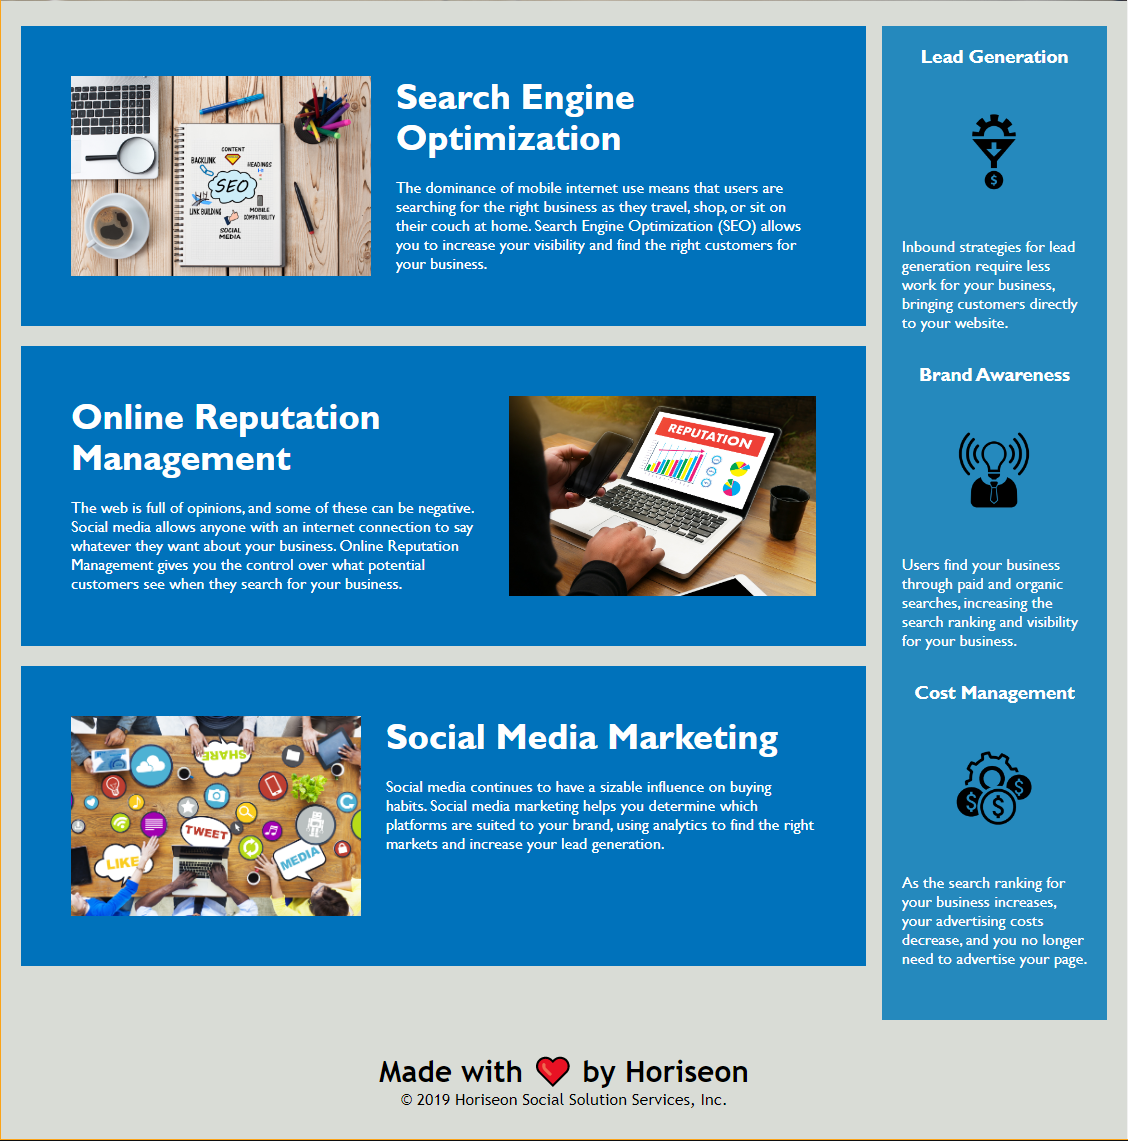 CONTENT
BACKLINK
HEADINGS
SEO
LINK BUILDING
MOBILE
COMPATIBILITY
SOCIAL
MEDIA
Search Engine
Optimization
The dominance of mobile internet use means that users are
searching for the right business as they travel, shop, or sit on
their couch at home. Search Engine Optimization (SEO) allows
you to increase your visibility and find the right customers for
your business.
Online Reputation
Management
The web is full of opinions, and some of these can be negative.
Social media allows anyone with an internet connection to say
whatever they want about your business. Online Reputation
Management gives you the control over what potential
customers see when they search for your business.
REPUTATION
SHARE
TWEET
LIKE
MEDIA
Social Media Marketing
Social media continues to have a sizable influence on buying
habits. Social media marketing helps you determine which
platforms are suited to your brand, using analytics to find the right
markets and increase your lead generation.
Lead Generation
$
Inbound strategies for lead
generation require less
work for your business,
bringing customers directly
to your website.
Brand Awareness
Users find your business
through paid and organic
searches, increasing the
search ranking and visibility
for your business.
Cost Management
$ $ $
As the search ranking for
your business increases,
your advertising costs
decrease, and you no longer
need to advertise your page.
Made with ❤️ by Horiseon
© 2019 Horiseon Social Solution Services, Inc.